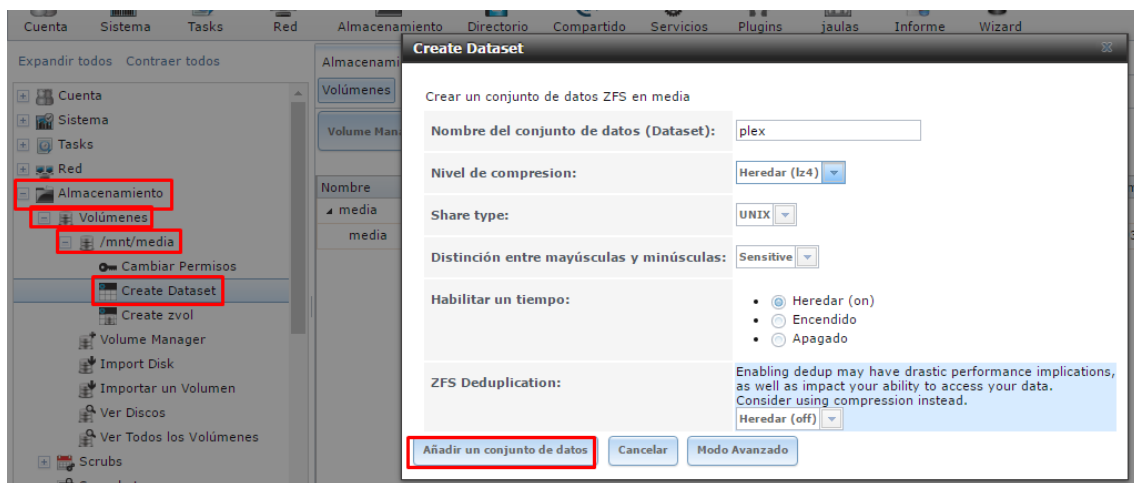 Cuenta Sistema Tasks Red Almacenamiento Directorio Compartido Servicios Plugins jaulas Informe Wizard
Expandir todos Contraer todos
Cuenta
Sistema
Tasks
Red
Almacenamiento
Volúmenes
/mnt/media
Cambiar Permisos
Create Dataset
Create zvol
Volume Manager
Import Disk
Importar un Volumen
Ver Discos
Ver Todos los Volúmenes
Scrubs
Almacenami
Volúmenes
Volume Man
Nombre
media
media
Create Dataset
Crear un conjunto de datos ZFS en media
Nombre del conjunto de datos (Dataset): plex
Nivel de compresion: Heredar (lz4)
Share type: UNIX
Distinción entre mayúsculas y minúsculas: Sensitive
Habilitar un tiempo:
Heredar (on)
Encendido
Apagado
ZFS Deduplication:
Enabling dedup may have drastic performance implications,
as well as impact your ability to access your data.
Consider using compression instead.
Heredar (off)
Añadir un conjunto de datos Cancelar Modo Avanzado